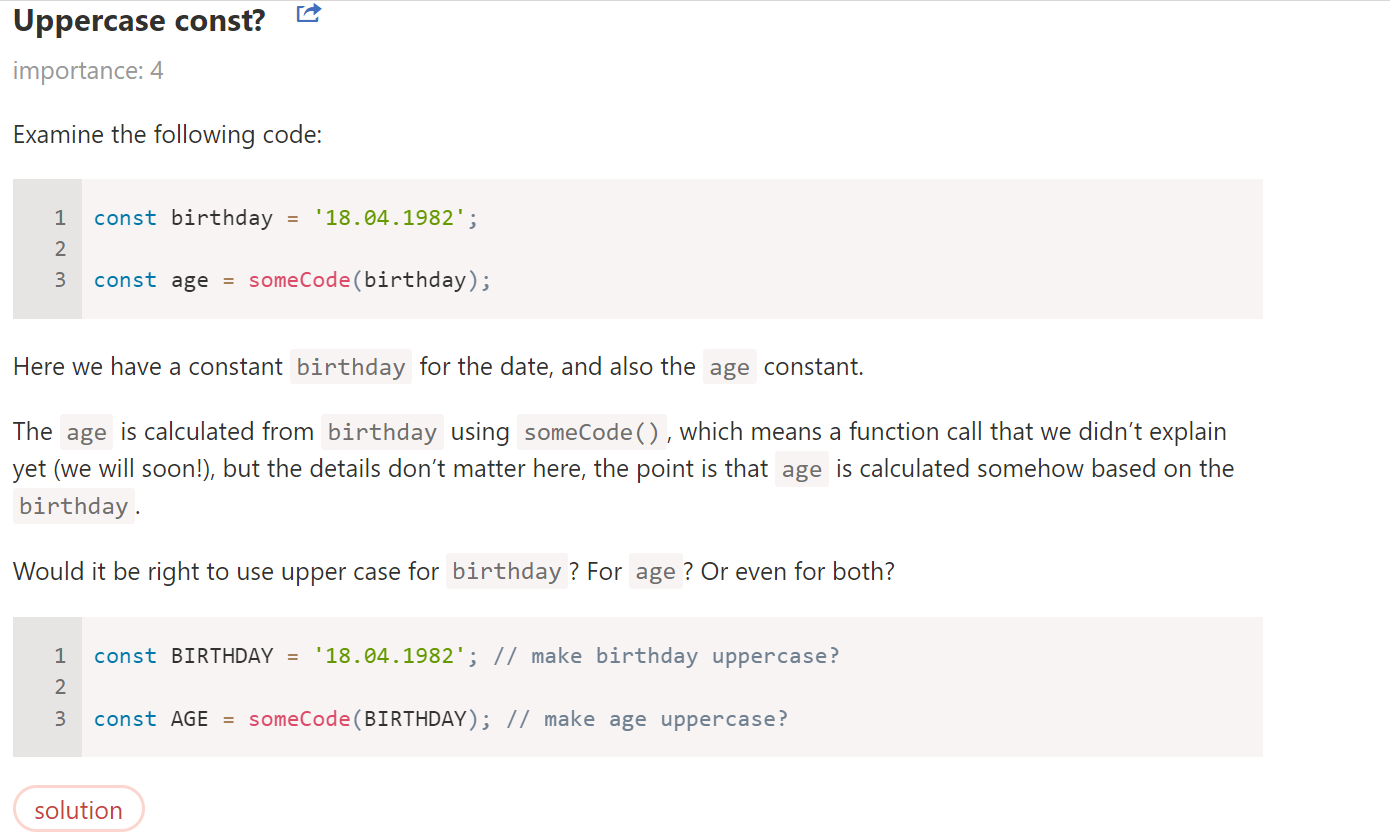 Uppercase const?
importance: 4
Examine the following code:
1 const birthday = '18.04.1982';
2
3 const age = someCode(birthday);
Here we have a constant birthday for the date, and also the age constant.
The age is calculated from birthday using someCode(), which means a function call that we didn’t explain
yet (we will soon!), but the details don’t matter here, the point is that age is calculated somehow based on the
birthday.
Would it be right to use upper case for birthday? For age? Or even for both?
1 const BIRTHDAY = '18.04.1982'; // make birthday uppercase?
2
3 const AGE = someCode(BIRTHDAY); // make age uppercase?
solution